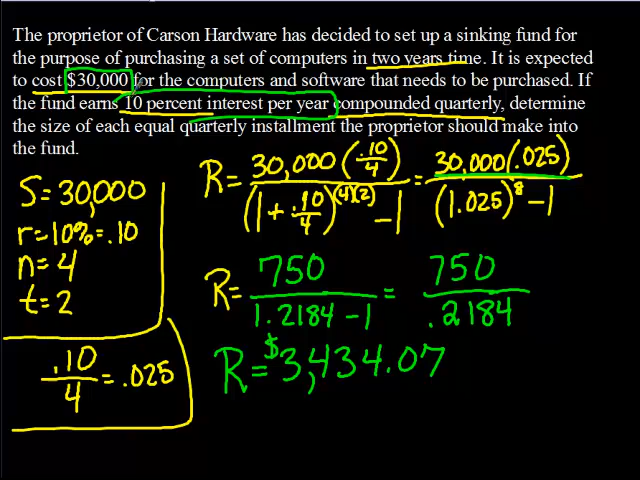 The proprietor of Carson Hardware has decided to set up a sinking fund for
the purpose of purchasing a set of computers in two years time. It is expected
to cost $30,000 for the computers and software that needs to be purchased. If
the fund earns 10 percent interest per year compounded quarterly, determine
the size of each equal quarterly installment the proprietor should make into
the fund.
S = 30,000
r = 10% = .10
n = 4
t = 2
.10/4 = .025
R = 30,000(.10/4) / ((1 + .10/4)^(4)(2) - 1) = 30,000(.025) / ((1.025)^8 - 1)
R = 750 / (1.2184 - 1) = 750 / .2184
R = $3,434.07